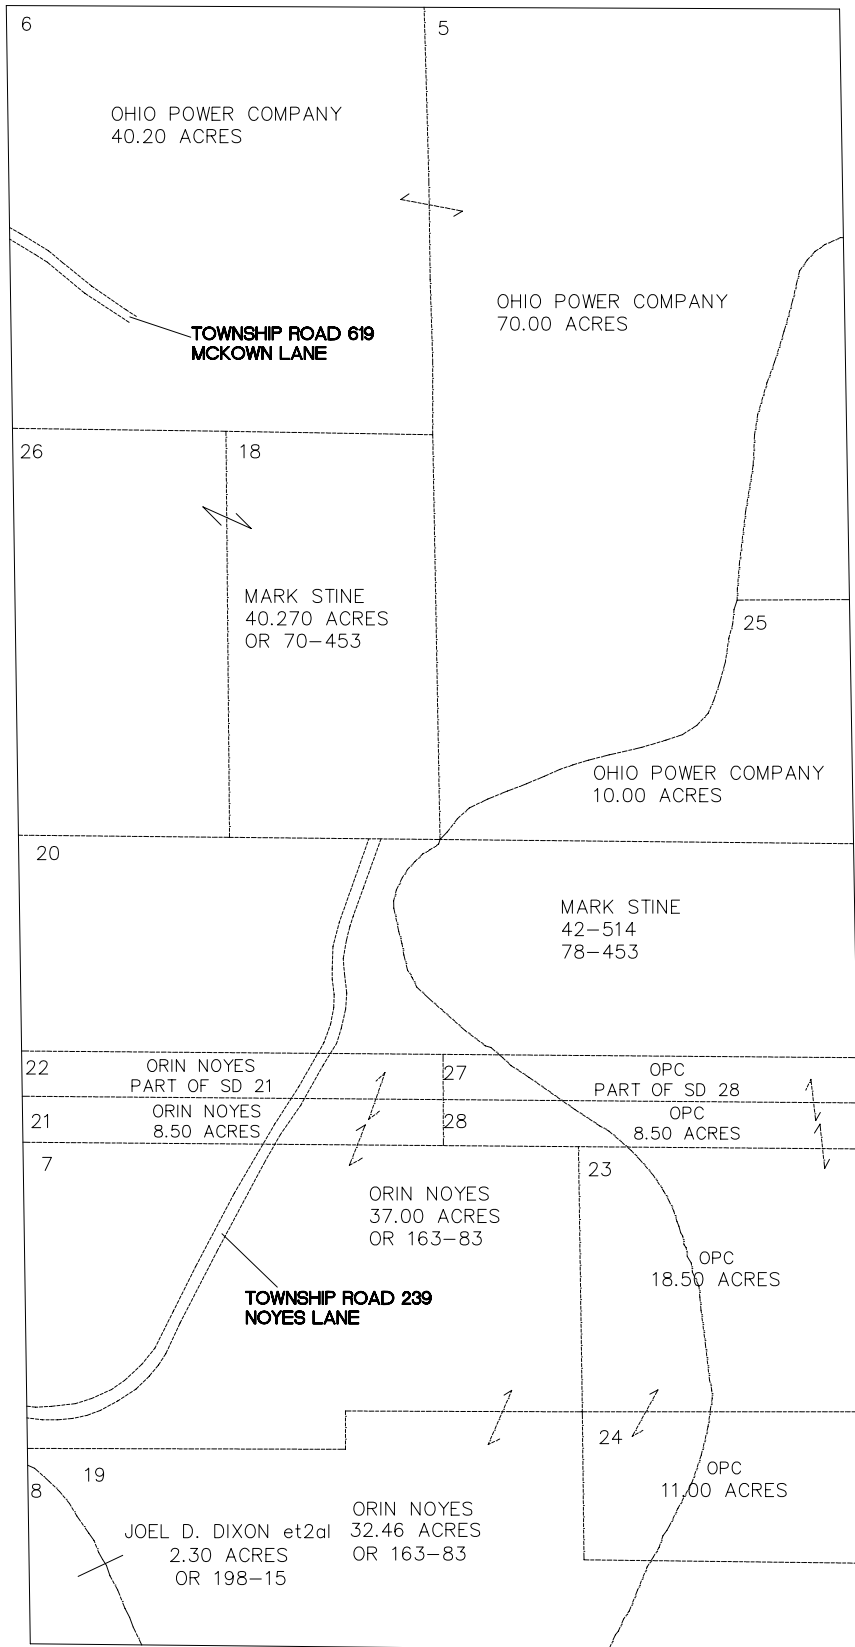 6
5
OHIO POWER COMPANY
40.20 ACRES
OHIO POWER COMPANY
70.00 ACRES
TOWNSHIP ROAD 619
MCKOWN LANE
26
18
MARK STINE
40.270 ACRES
OR 70-453
25
OHIO POWER COMPANY
10.00 ACRES
20
MARK STINE
42-514
78-453
22
ORIN NOYES
PART OF SD 21
27
OPC
PART OF SD 28
21
ORIN NOYES
8.50 ACRES
28
OPC
8.50 ACRES
7
23
ORIN NOYES
37.00 ACRES
OR 163-83
OPC
18.50 ACRES
TOWNSHIP ROAD 239
NOYES LANE
24
19
8
OPC
11.00 ACRES
JOEL D. DIXON et2al
2.30 ACRES
OR 198-15
ORIN NOYES
32.46 ACRES
OR 163-83